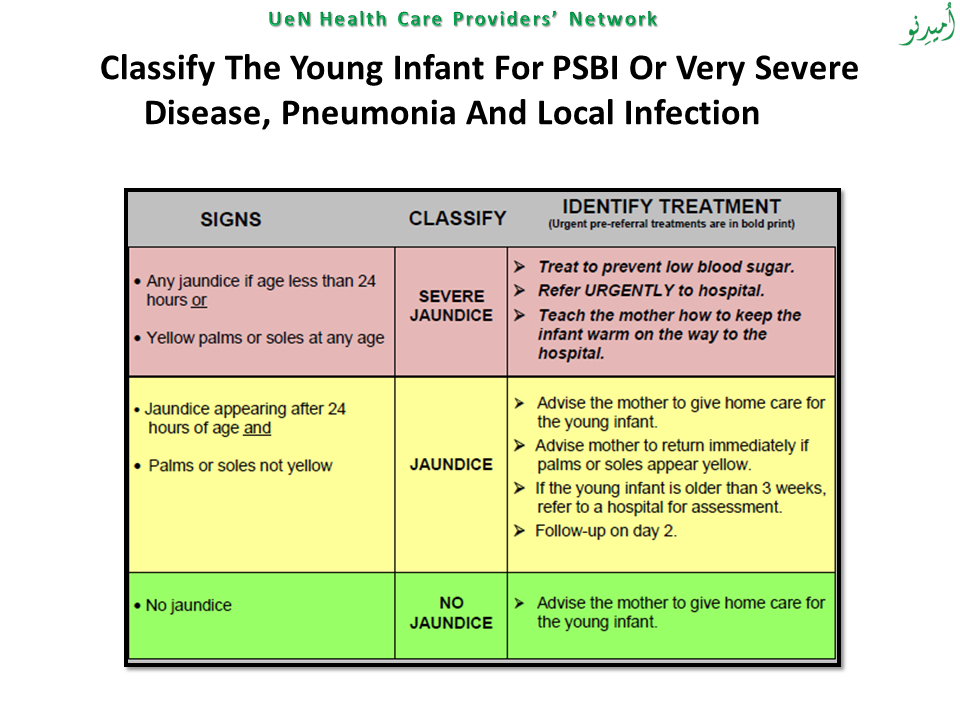 UeN Health Care Providers’ Network
اُمیدِنو
Classify The Young Infant For PSBI Or Very Severe
Disease, Pneumonia And Local Infection
SIGNS
CLASSIFY
IDENTIFY TREATMENT
(Urgent pre-referral treatments are in bold print)
• Any jaundice if age less than 24
hours or
• Yellow palms or soles at any age
SEVERE
JAUNDICE
➢ Treat to prevent low blood sugar.
➢ Refer URGENTLY to hospital.
➢ Teach the mother how to keep the
infant warm on the way to the
hospital.
• Jaundice appearing after 24
hours of age and
• Palms or soles not yellow
JAUNDICE
➢ Advise the mother to give home care for
the young infant.
➢ Advise mother to return immediately if
palms or soles appear yellow.
➢ If the young infant is older than 3 weeks,
refer to a hospital for assessment.
➢ Follow-up on day 2.
• No jaundice
NO
JAUNDICE
➢ Advise the mother to give home care for
the young infant.